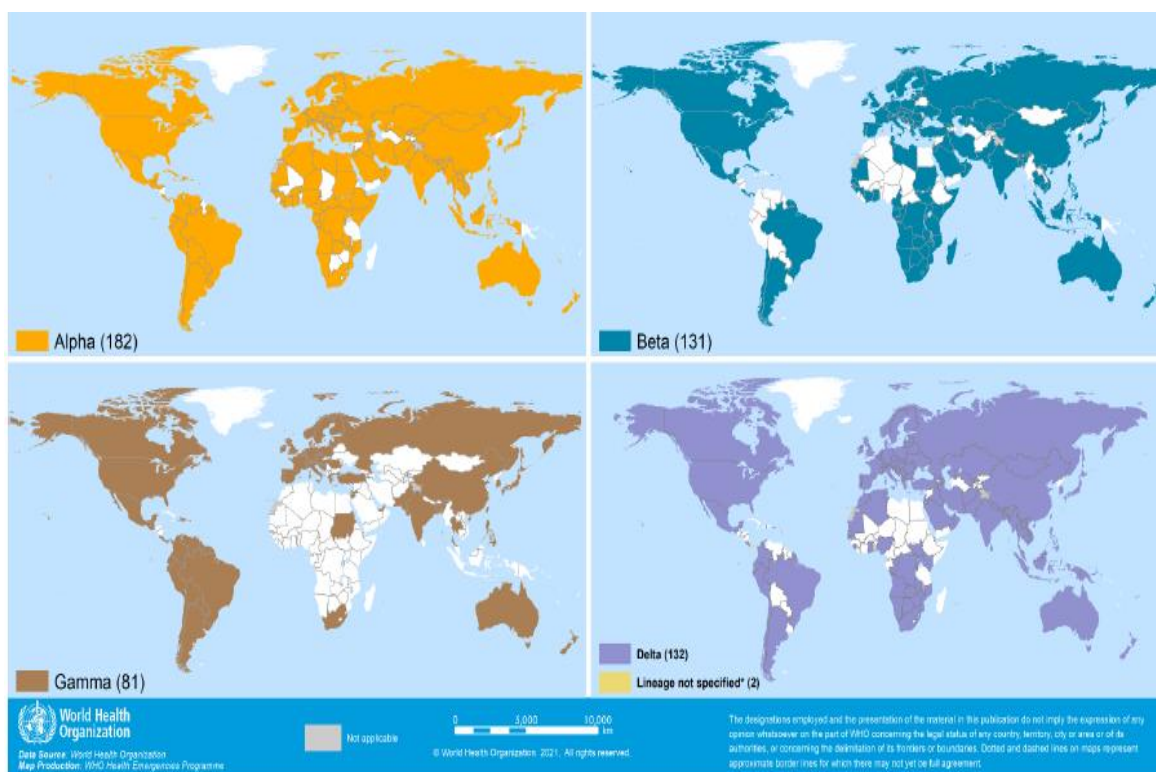 Alpha (182)
Beta (131)
Gamma (81)
Delta (132)
Lineage not specified* (2)
World Health
Organization
Data Source: World Health Organization
Map Production: WHO Health Emergencies Programme
Not applicable
0 3,000 10,000
km
© World Health Organization 2021, All rights reserved.
The designations employed and the presentation of the material in this publication do not imply the expression of any
opinion whatsoever on the part of WHO concerning the legal status of any country, territory, city or area or of its
authorities, or concerning the delimitation of its frontiers or boundaries. Dotted and dashed lines on maps represent
approximate border lines for which there may not yet be full agreement.